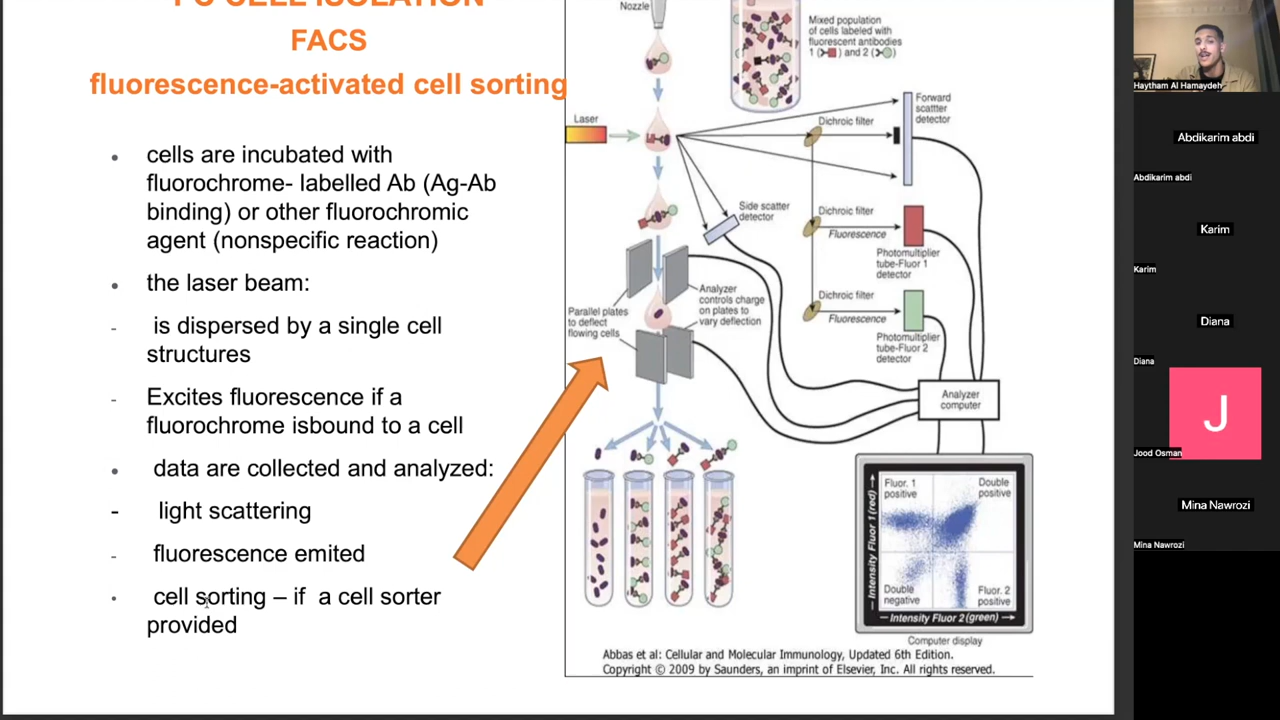 FACS
fluorescence-activated cell sorting
• cells are incubated with
fluorochrome- labelled Ab (Ag-Ab
binding) or other fluorochromic
agent (nonspecific reaction)
• the laser beam:
- is dispersed by a single cell
structures
- Excites fluorescence if a
fluorochrome isbound to a cell
• data are collected and analyzed:
- light scattering
- fluorescence emited
• cell sorting – if a cell sorter
provided
Nozzle
Mixed population
of cells labeled with
fluorescent antibodies
1 ( ) and 2 ( )
Laser
Dichroic filter
Forward
scattter
detector
Side scatter
detector
Dichroic filter
Fluorescence
Photomultiplier
tube-Fluor 1
detector
Parallel plates
to deflect
flowing cells
Analyzer
controls charge
on plates to
vary deflection
Dichroic filter
Fluorescence
Photomultiplier
tube-Fluor 2
detector
Analyzer
computer
Fluor. 1
positive
Double
positive
Double
negative
Fluor. 2
positive
Intensity Fluor 1(red)
Intensity Fluor 2(green)
Computer display
Abbas et al: Cellular and Molecular Immunology, Updated 6th Edition.
Copyright © 2009 by Saunders, an imprint of Elsevier, Inc. All rights reserved.
Haytham Al Hamaydeh
Abdikarim abdi
Abdikarim abdi
Karim
Karim
Diana
Diana
J
Jood Osman
Mina Nawrozi
Mina Nawrozi